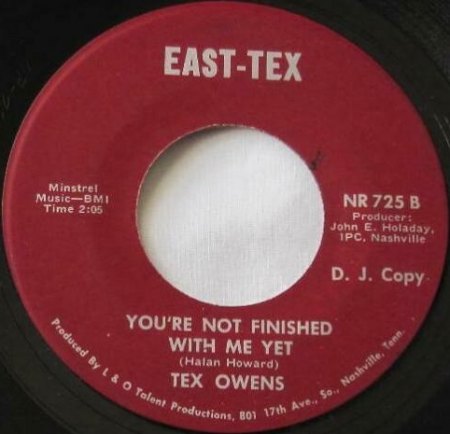 EAST-TEX
Minstrel
Music—BMI
Time 2:05
NR 725 B
Producer:
John E. Holaday,
IPC, Nashville
D. J. Copy
YOU'RE NOT FINISHED
WITH ME YET
(Halan Howard)
TEX OWENS
Produced By L & O Talent Productions, 801 17th Ave., So., Nashville, Tenn.